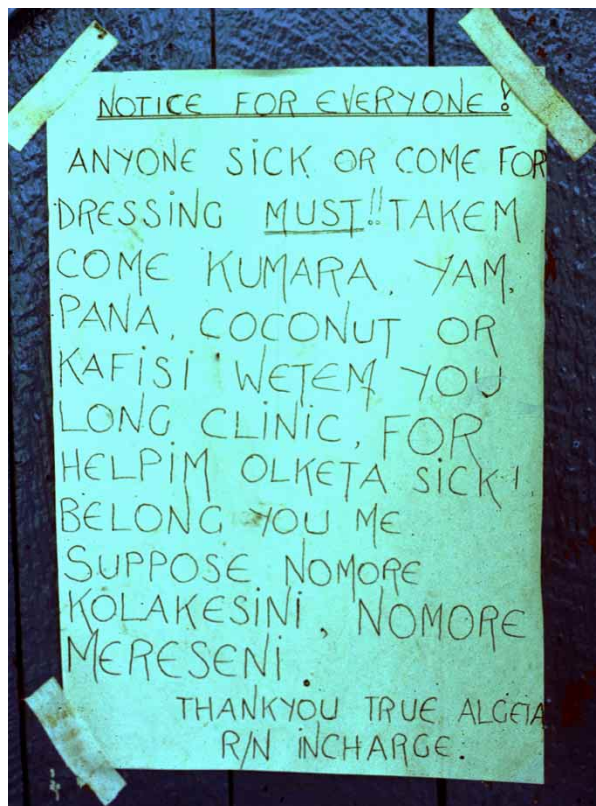 NOTICE FOR EVERYONE!
ANYONE SICK OR COME FOR
DRESSING MUST!! TAKEM
COME KUMARA, YAM,
PANA, COCONUT OR
KAFISI WETEM YOU
LONG CLINIC, FOR
HELPIM OLKETA SICK!
BELONG YOU ME
SUPPOSE NOMORE
KOLAKESINI, NOMORE
MERESENI.
THANKYOU TRUE ALGETA
R/N INCHARGE.